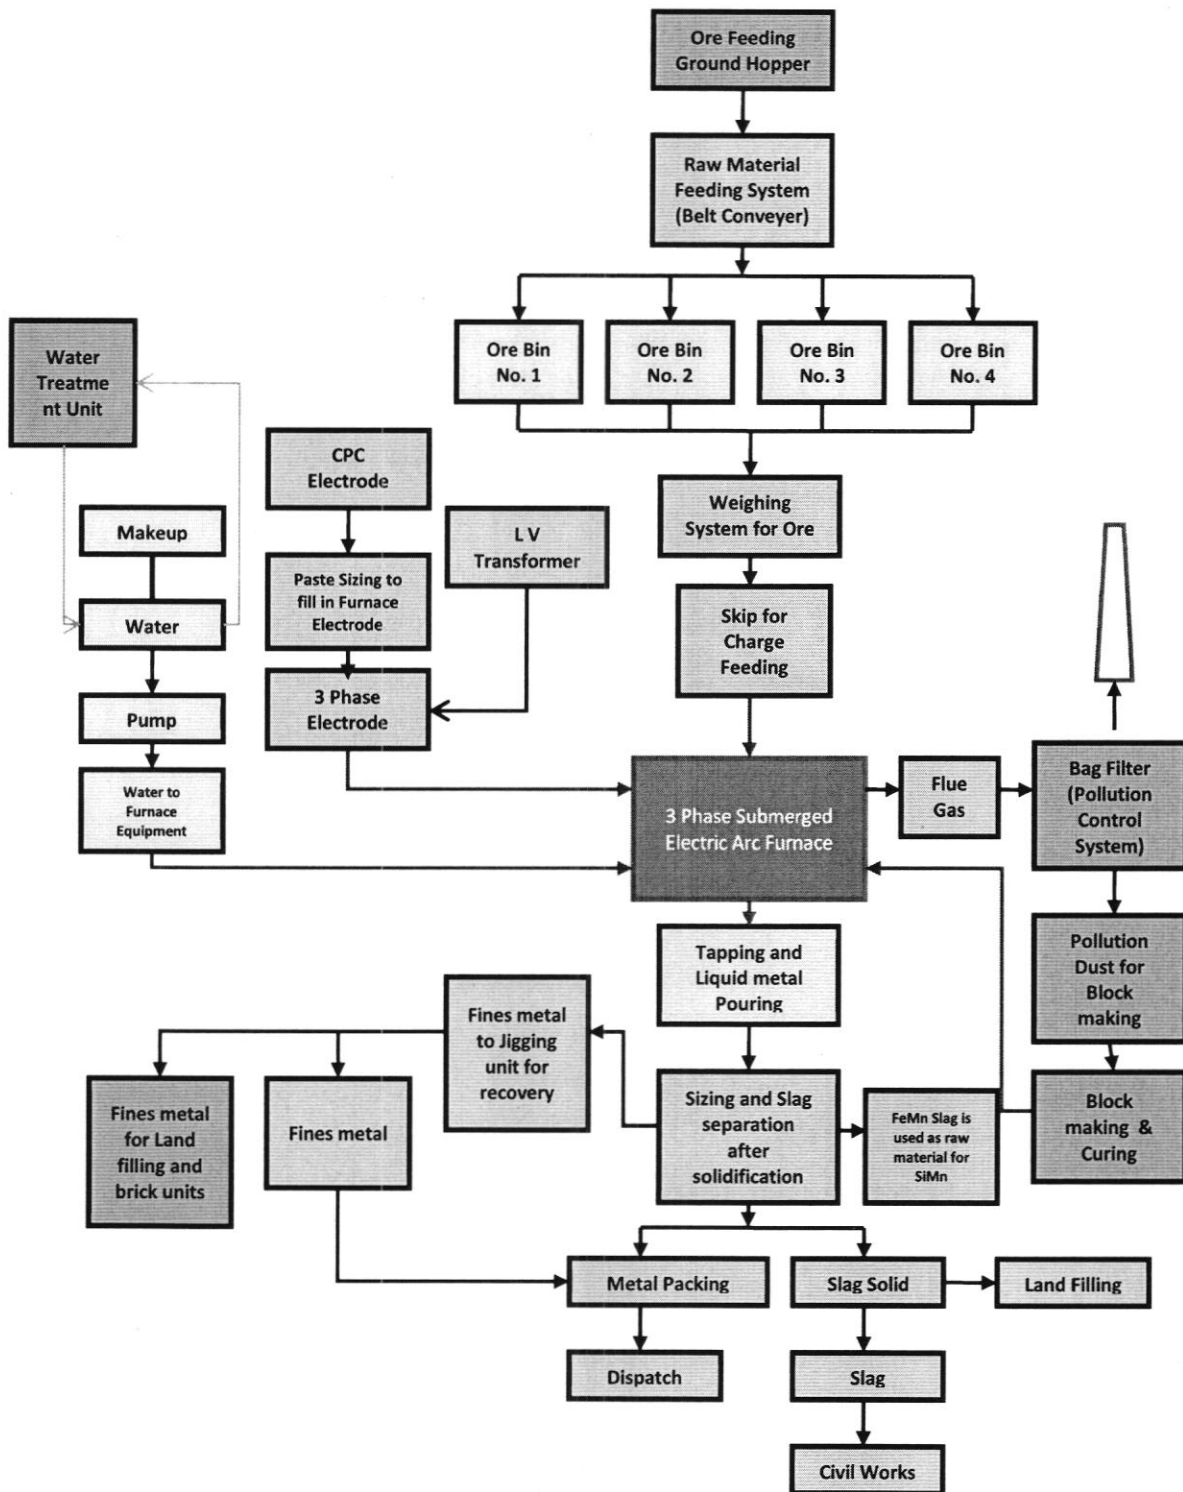 Ore Feeding
Ground Hopper
Raw Material
Feeding System
(Belt Conveyer)
Ore Bin
No. 1
Ore Bin
No. 2
Ore Bin
No. 3
Ore Bin
No. 4
Water
Treatme
nt Unit
CPC
Electrode
Weighing
System for Ore
Makeup
L V
Transformer
Paste Sizing to
fill in Furnace
Electrode
Water
Skip for
Charge
Feeding
3 Phase
Electrode
Pump
Water to
Furnace
Equipment
3 Phase Submerged
Electric Arc Furnace
Flue
Gas
Bag Filter
(Pollution
Control
System)
Tapping and
Liquid metal
Pouring
Pollution
Dust for
Block
making
Fines metal
to Jigging
unit for
recovery
Fines metal
for Land
filling and
brick units
Fines metal
Sizing and Slag
separation
after
solidification
FeMn Slag is
used as raw
material for
SiMn
Block
making & 
Curing
Metal Packing
Slag Solid
Land Filling
Dispatch
Slag
Civil Works